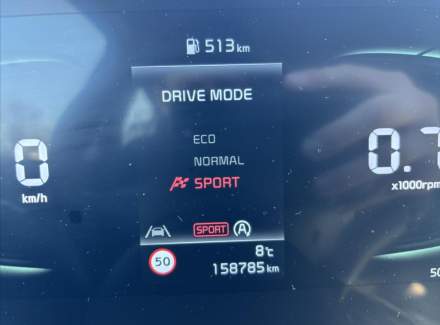 513 km
DRIVE MODE
ECO
NORMAL
SPORT
0
km/h
0.7
x1000rpm
SPORT A
50
8°C
158785 km